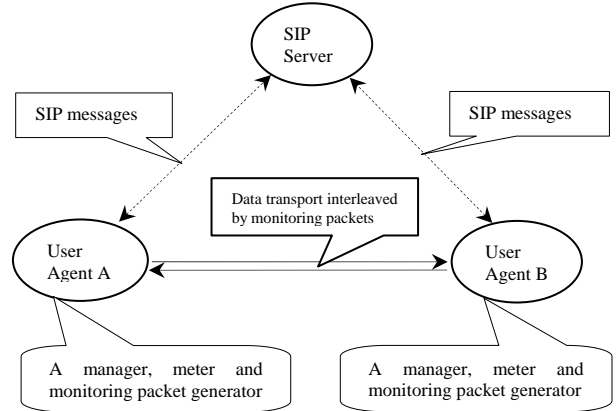 SIP
Server
SIP messages
SIP messages
Data transport interleaved
by monitoring packets
User
Agent A
User
Agent B
A manager, meter and
monitoring packet generator
A manager, meter and
monitoring packet generator